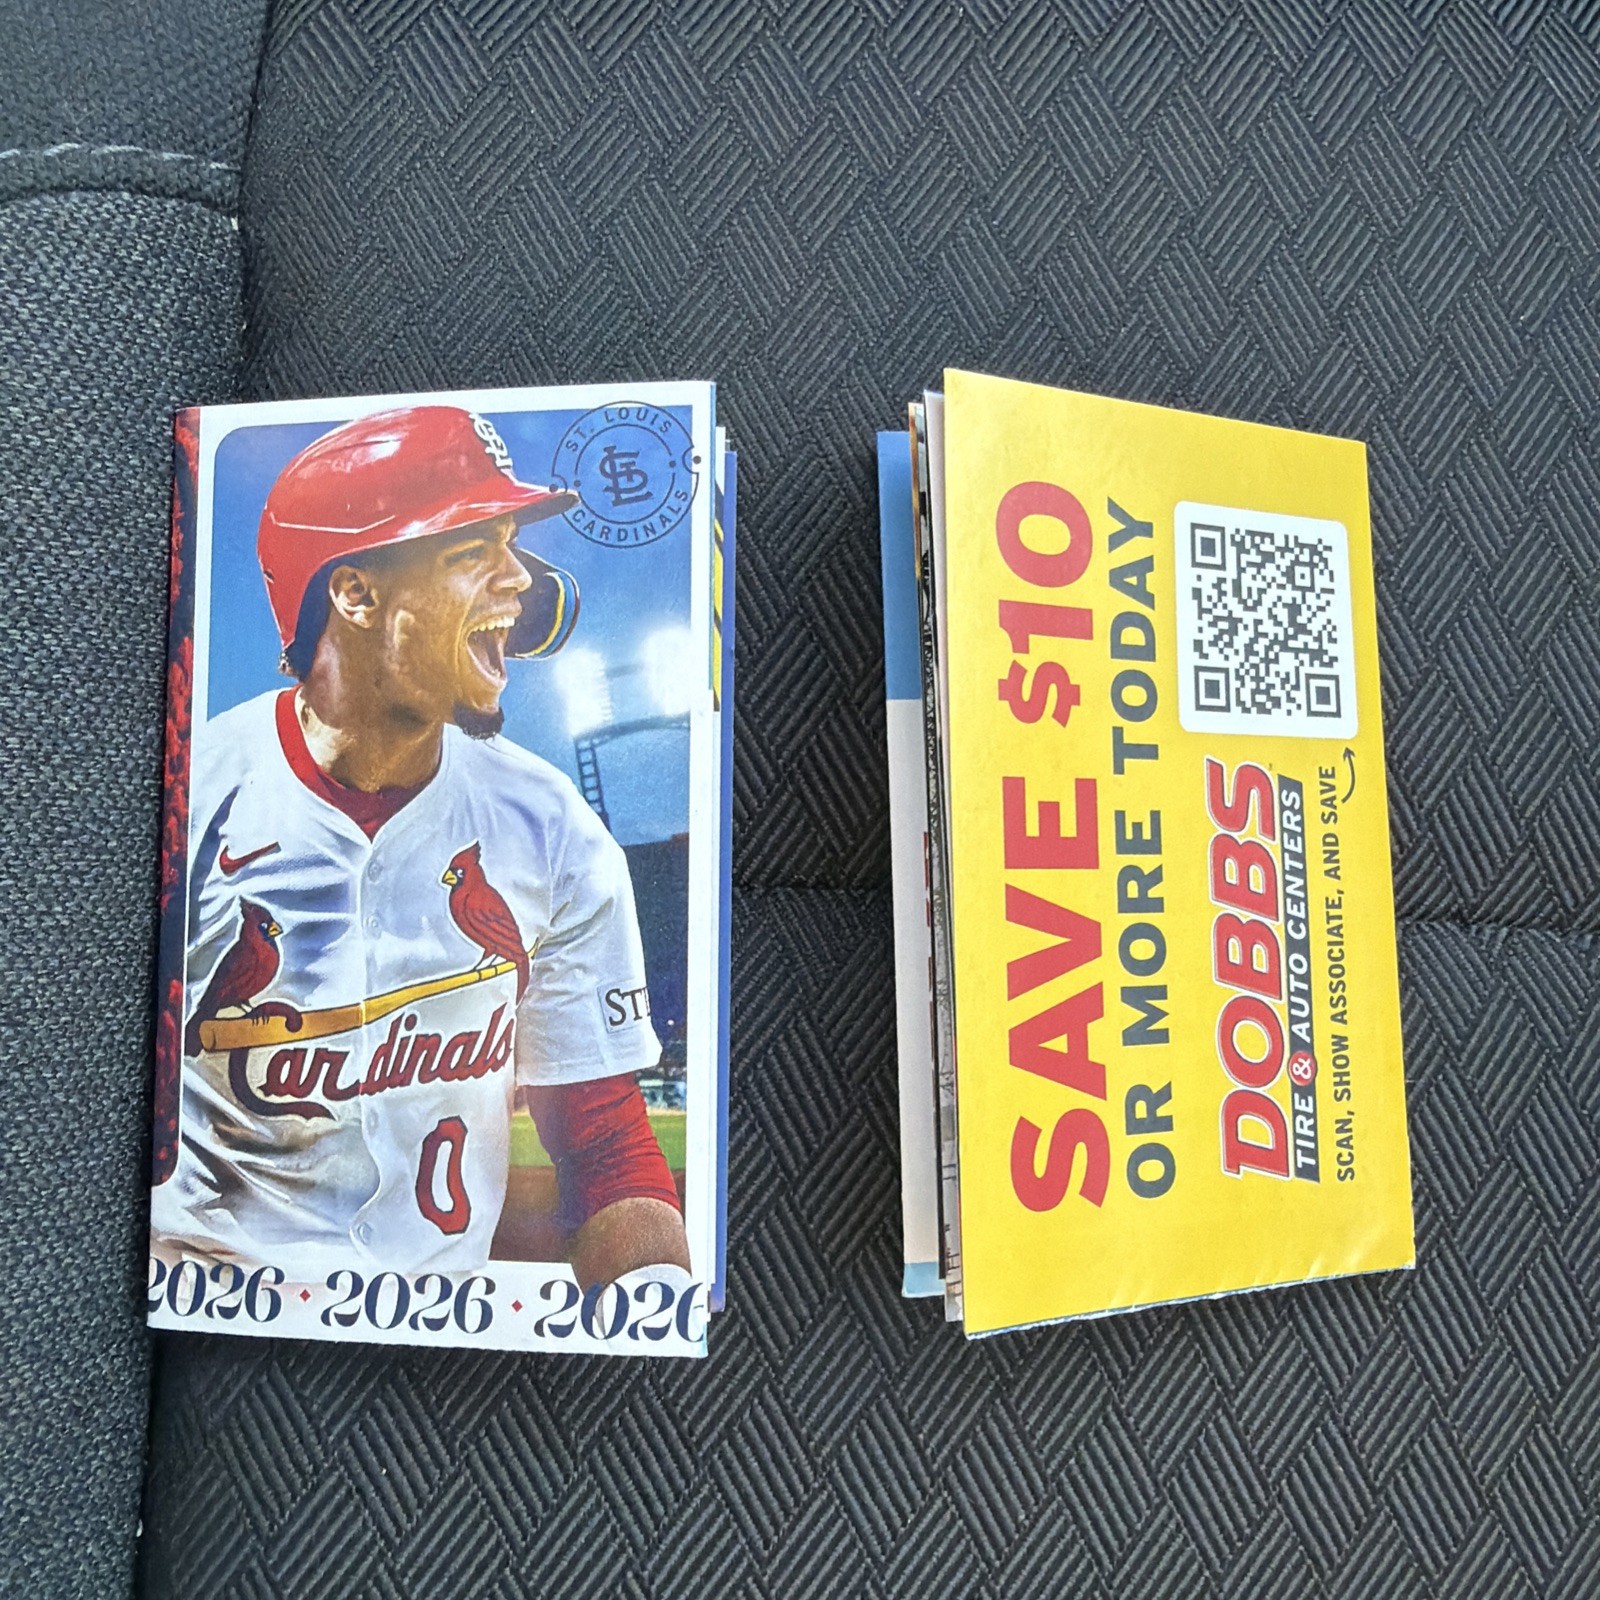 ST. LOUIS
STL
CARDINALS
Cardinals
0
2026 · 2026 · 2026
SAVE $10
OR MORE TODAY
DOBBS
TIRE & AUTO CENTERS
SCAN, SHOW ASSOCIATE, AND SAVE